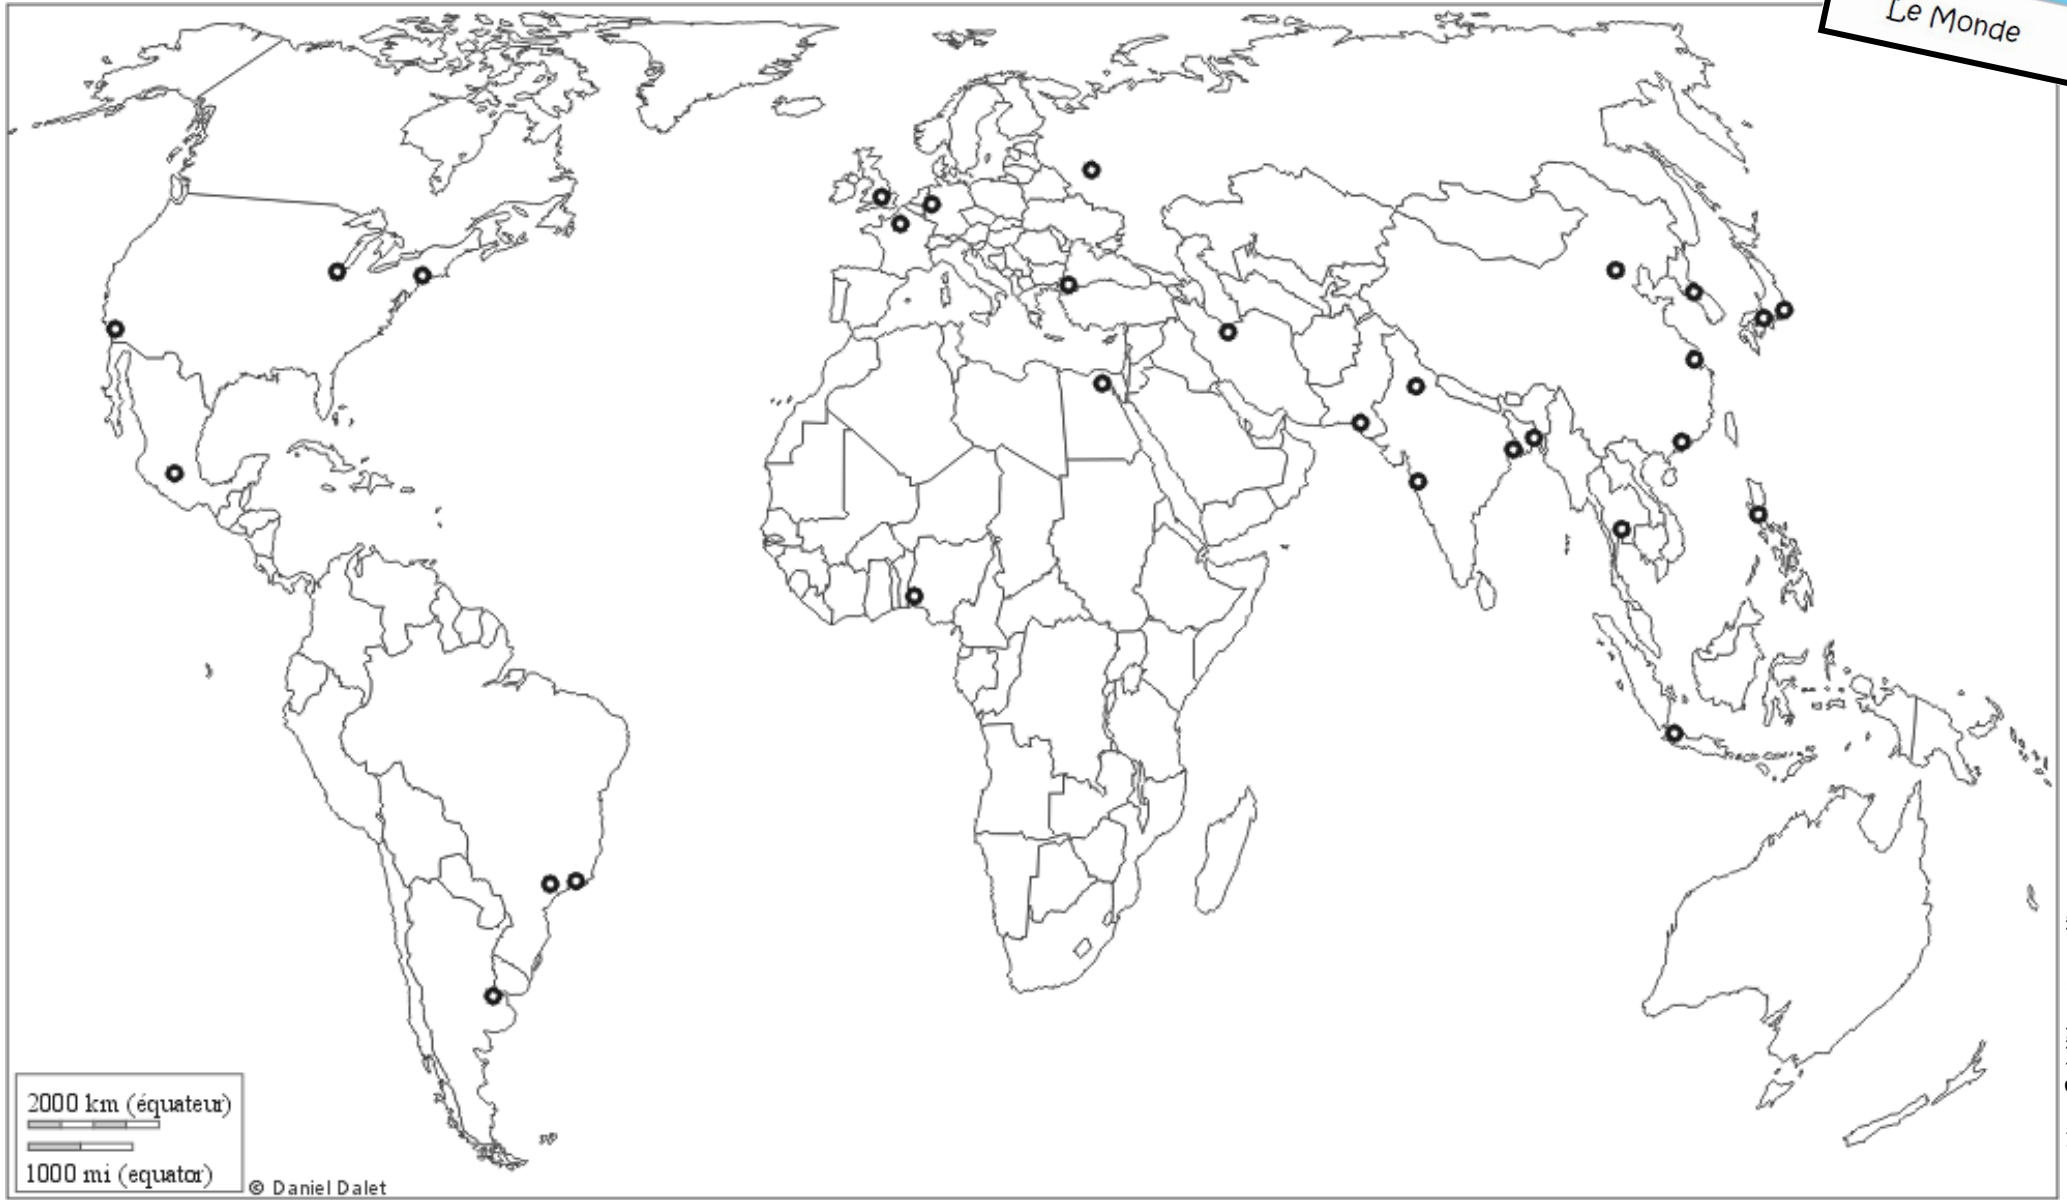 Le Monde
2000 km (équateur)
1000 mi (equator)
© Daniel Dalet